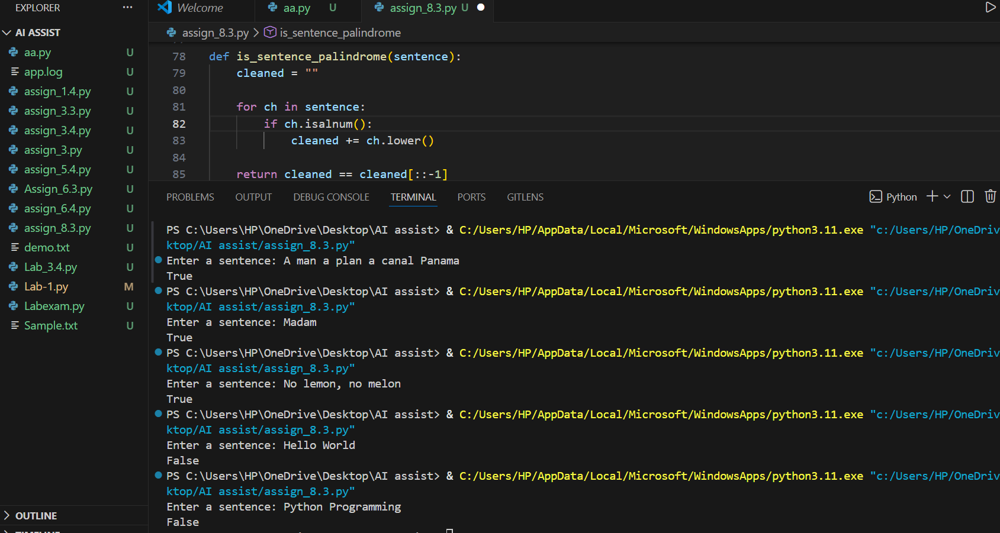 EXPLORER ···
Welcome
aa.py U
assign_8.3.py U
AI ASSIST
aa.py U
app.log U
assign_1.4.py U
assign_3.3.py U
assign_3.4.py U
assign_3.py U
assign_5.4.py U
Assign_6.3.py U
assign_6.4.py U
assign_8.3.py U
demo.txt U
Lab_3.4.py U
Lab-1.py M
Labexam.py U
Sample.txt U
OUTLINE
TIMELINE
assign_8.3.py > is_sentence_palindrome
78 def is_sentence_palindrome(sentence):
79 cleaned = ""
80
81 for ch in sentence:
82 if ch.isalnum():
83 cleaned += ch.lower()
84
85 return cleaned == cleaned[::-1]
PROBLEMS OUTPUT DEBUG CONSOLE TERMINAL PORTS GITLENS
Python
PS C:\Users\HP\OneDrive\Desktop\AI assist> & C:/Users/HP/AppData/Local/Microsoft/WindowsApps/python3.11.exe "c:/Users/HP/OneDriv
ktop/AI assist/assign_8.3.py"
Enter a sentence: A man a plan a canal Panama
True
PS C:\Users\HP\OneDrive\Desktop\AI assist> & C:/Users/HP/AppData/Local/Microsoft/WindowsApps/python3.11.exe "c:/Users/HP/OneDriv
ktop/AI assist/assign_8.3.py"
Enter a sentence: Madam
True
PS C:\Users\HP\OneDrive\Desktop\AI assist> & C:/Users/HP/AppData/Local/Microsoft/WindowsApps/python3.11.exe "c:/Users/HP/OneDriv
ktop/AI assist/assign_8.3.py"
Enter a sentence: No lemon, no melon
True
PS C:\Users\HP\OneDrive\Desktop\AI assist> & C:/Users/HP/AppData/Local/Microsoft/WindowsApps/python3.11.exe "c:/Users/HP/OneDriv
ktop/AI assist/assign_8.3.py"
Enter a sentence: Hello World
False
PS C:\Users\HP\OneDrive\Desktop\AI assist> & C:/Users/HP/AppData/Local/Microsoft/WindowsApps/python3.11.exe "c:/Users/HP/OneDriv
ktop/AI assist/assign_8.3.py"
Enter a sentence: Python Programming
False